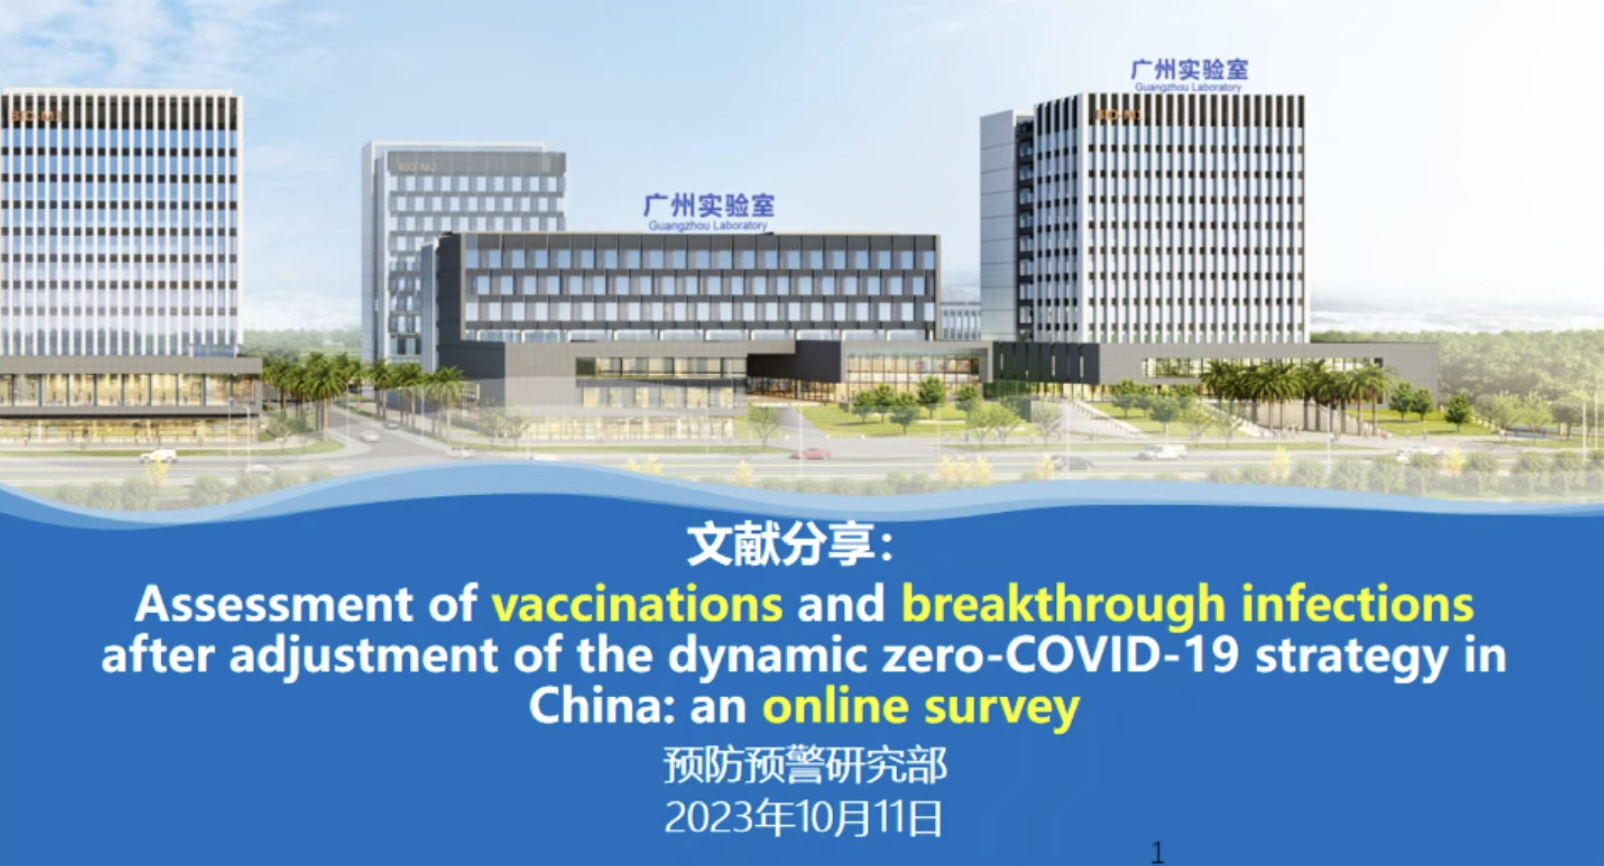 广州实验室
Guangzhou Laboratory
BIO-M2
广州实验室
Guangzhou Laboratory
文献分享：
Assessment of vaccinations and breakthrough infections
after adjustment of the dynamic zero-COVID-19 strategy in
China: an online survey
预防预警研究部
2023年10月11日
1